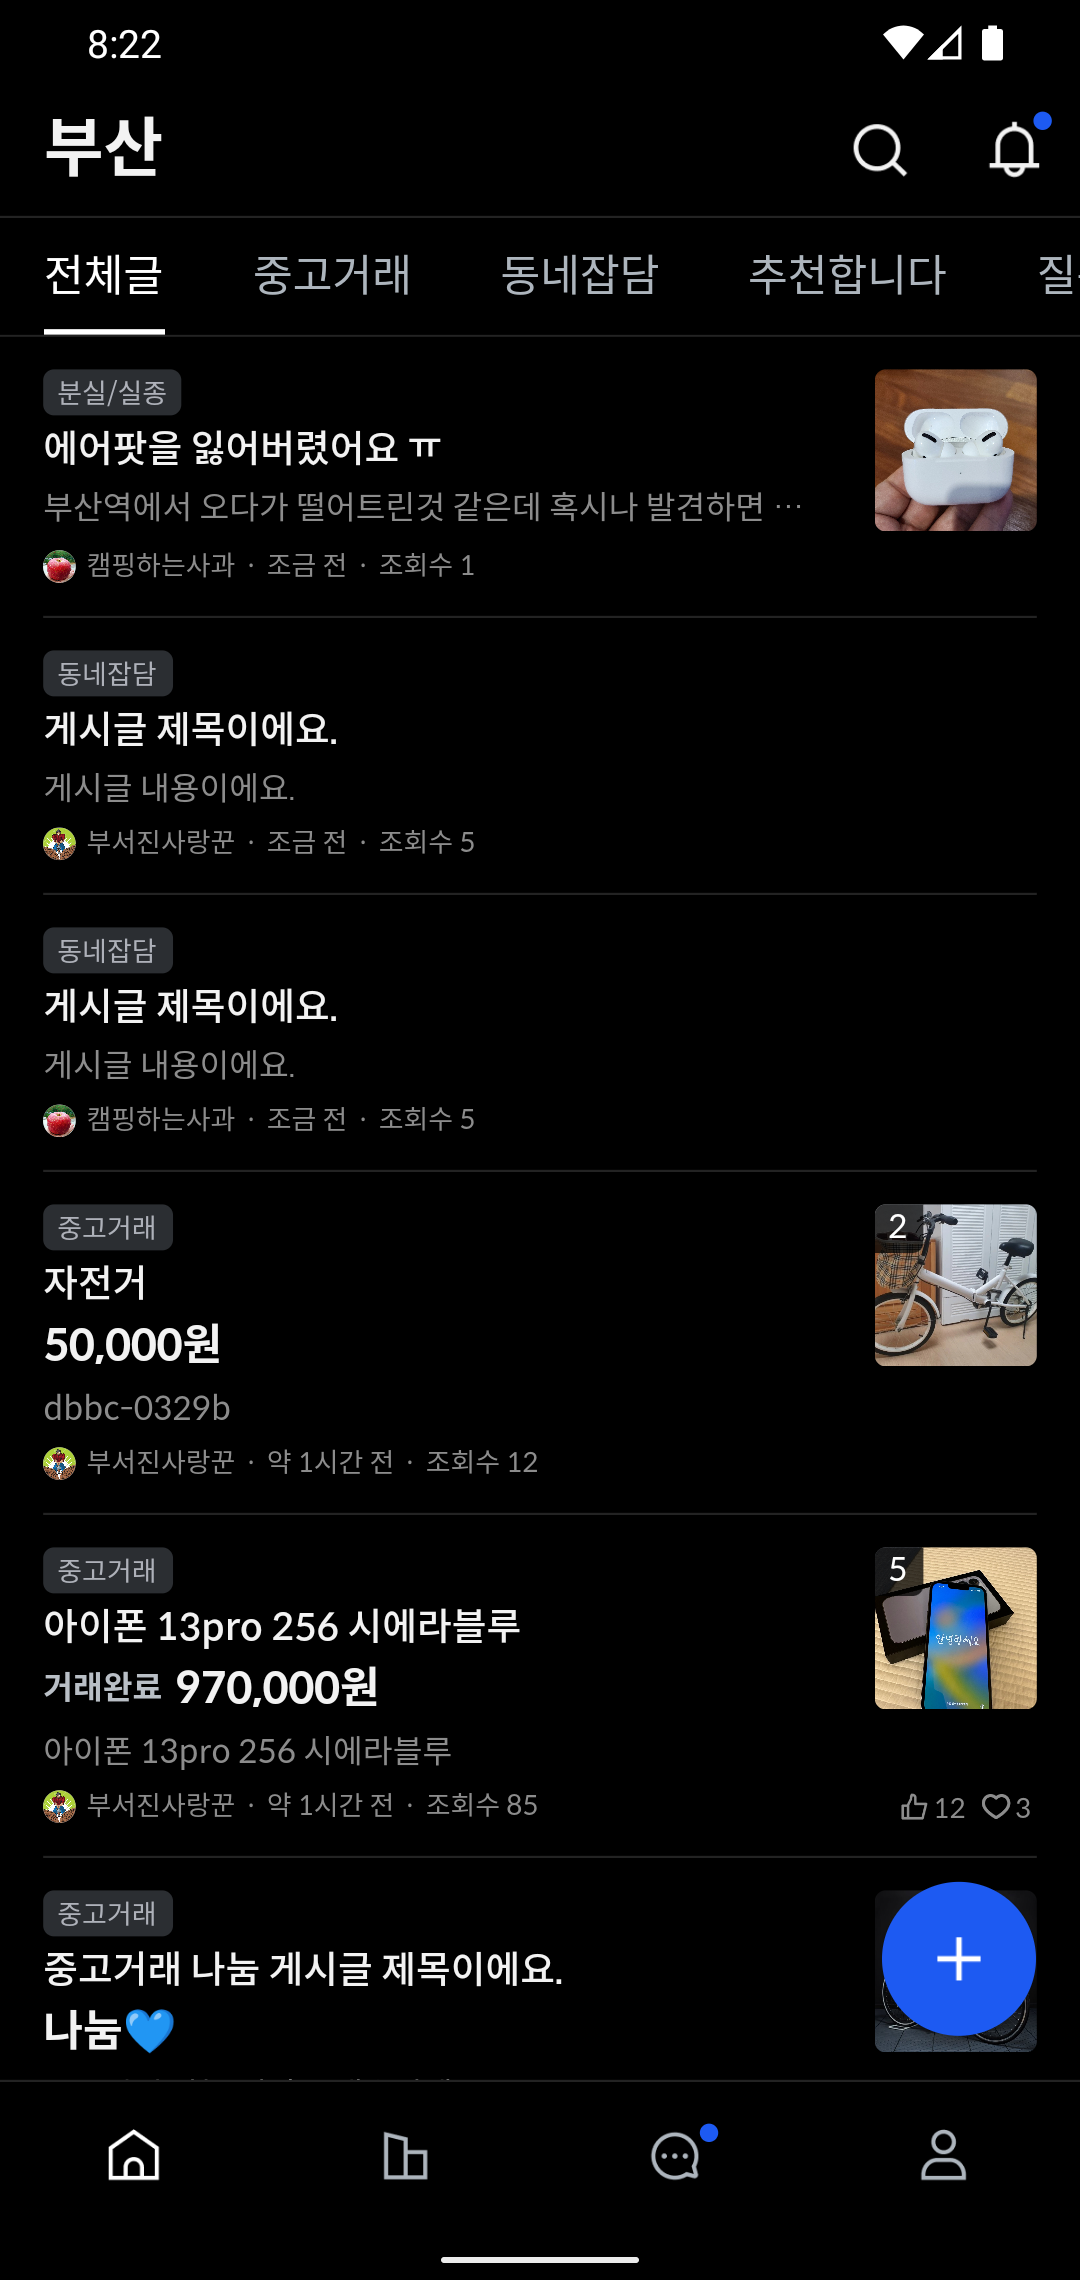 8:22
부산
전체글 중고거래 동네잡담 추천합니다
분실/실종
에어팟을 잃어버렸어요 ㅠ
부산역에서 오다가 떨어트린것 같은데 혹시나 발견하면 …
캠핑하는사과 · 조금 전 · 조회수 1
동네잡담
게시글 제목이에요.
게시글 내용이에요.
부서진사랑꾼 · 조금 전 · 조회수 5
동네잡담
게시글 제목이에요.
게시글 내용이에요.
캠핑하는사과 · 조금 전 · 조회수 5
중고거래
2
자전거
50,000원
dbbc-0329b
부서진사랑꾼 · 약 1시간 전 · 조회수 12
중고거래
5
아이폰 13pro 256 시에라블루
안녕하세요
거래완료 970,000원
아이폰 13pro 256 시에라블루
부서진사랑꾼 · 약 1시간 전 · 조회수 85
12 3
중고거래
중고거래 나눔 게시글 제목이에요.
나눔💙